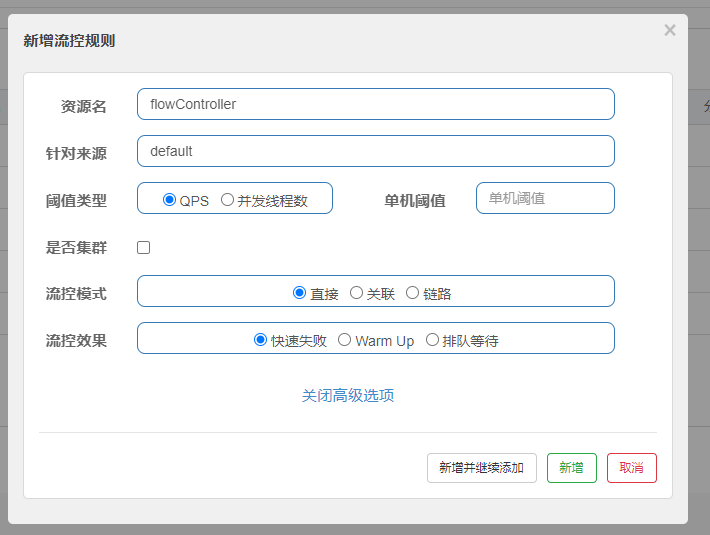 新增流控规则
×
资源名 flowController
针对来源 default
阈值类型 QPS 并发线程数 单机阈值 单机阈值
是否集群
流控模式 直接 关联 链路
流控效果 快速失败 Warm Up 排队等待
关闭高级选项
新增并继续添加 新增 取消